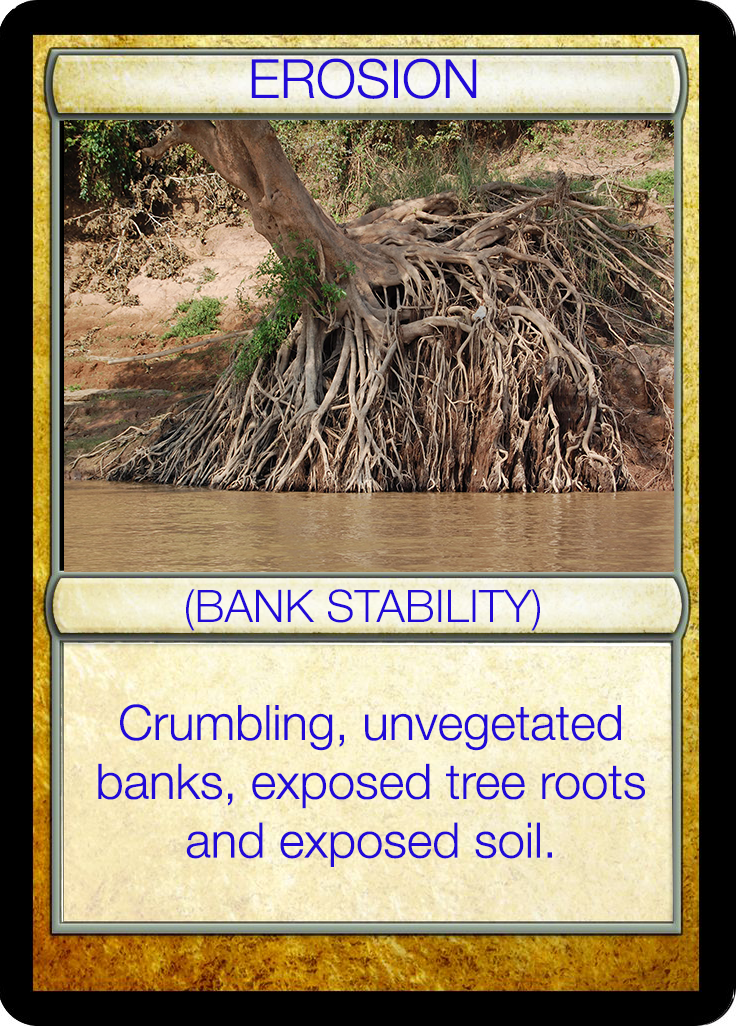 EROSION
(BANK STABILITY)
Crumbling, unvegetated
banks, exposed tree roots
and exposed soil.